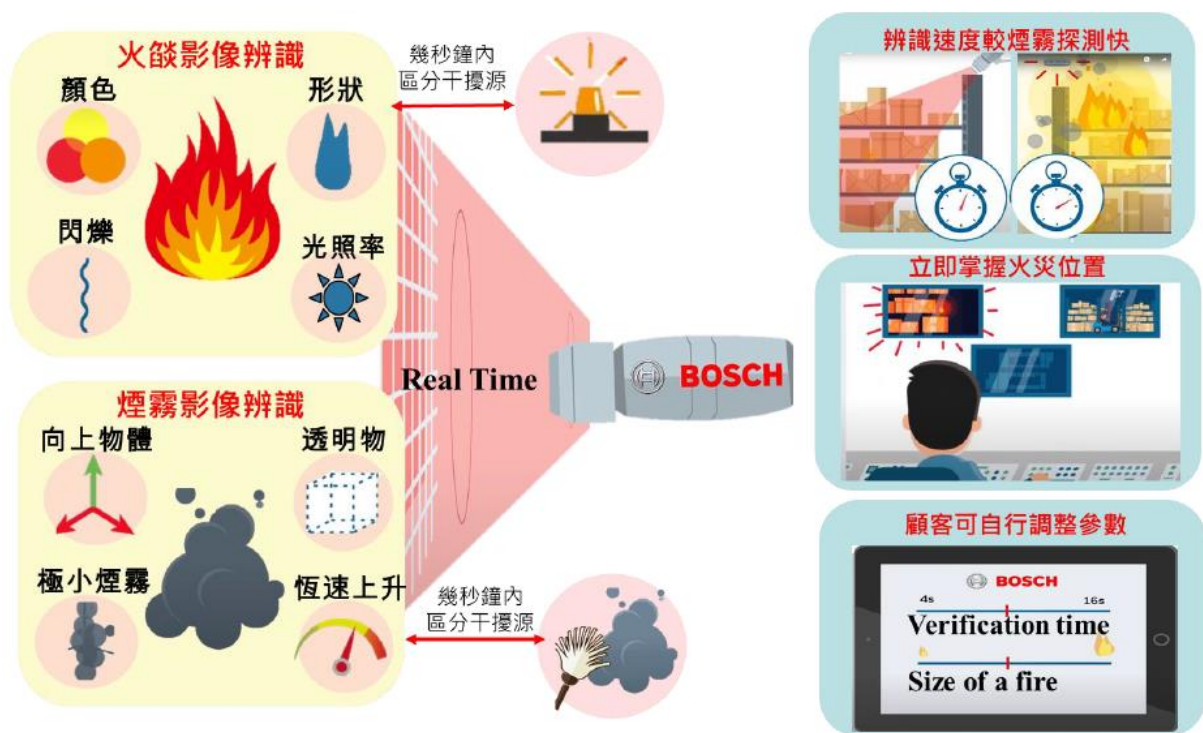 火燄影像辨識
顏色
形狀
閃爍
光照率
幾秒鐘內
區分干擾源
煙霧影像辨識
向上物體
透明物
極小煙霧
恆速上升
幾秒鐘內
區分干擾源
Real Time
BOSCH
辨識速度較煙霧探測快
立即掌握火災位置
顧客可自行調整參數
BOSCH
4s
16s
Verification time
Size of a fire